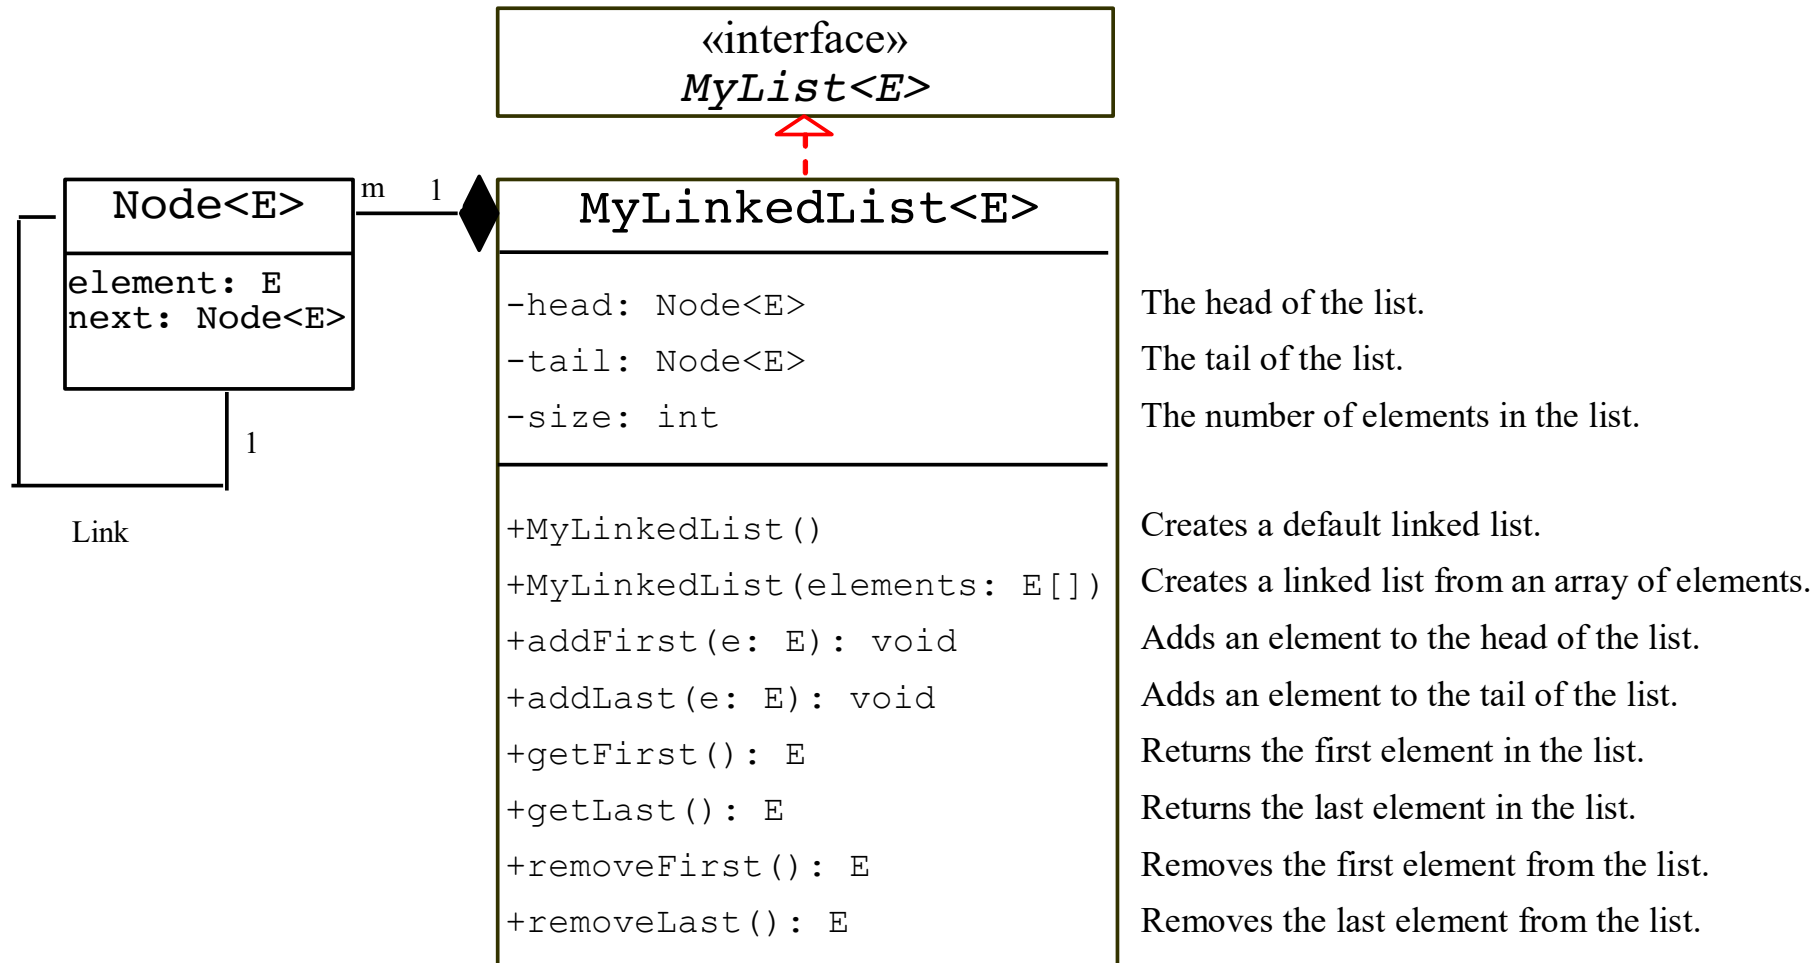 «interface»
MyList<E>
Node<E>
m 1
MyLinkedList<E>
element: E
next: Node<E>
1
Link
-head: Node<E> The head of the list.
-tail: Node<E> The tail of the list.
-size: int The number of elements in the list.
+MyLinkedList() Creates a default linked list.
+MyLinkedList(elements: E[]) Creates a linked list from an array of elements.
+addFirst(e: E): void Adds an element to the head of the list.
+addLast(e: E): void Adds an element to the tail of the list.
+getFirst(): E Returns the first element in the list.
+getLast(): E Returns the last element in the list.
+removeFirst(): E Removes the first element from the list.
+removeLast(): E Removes the last element from the list.